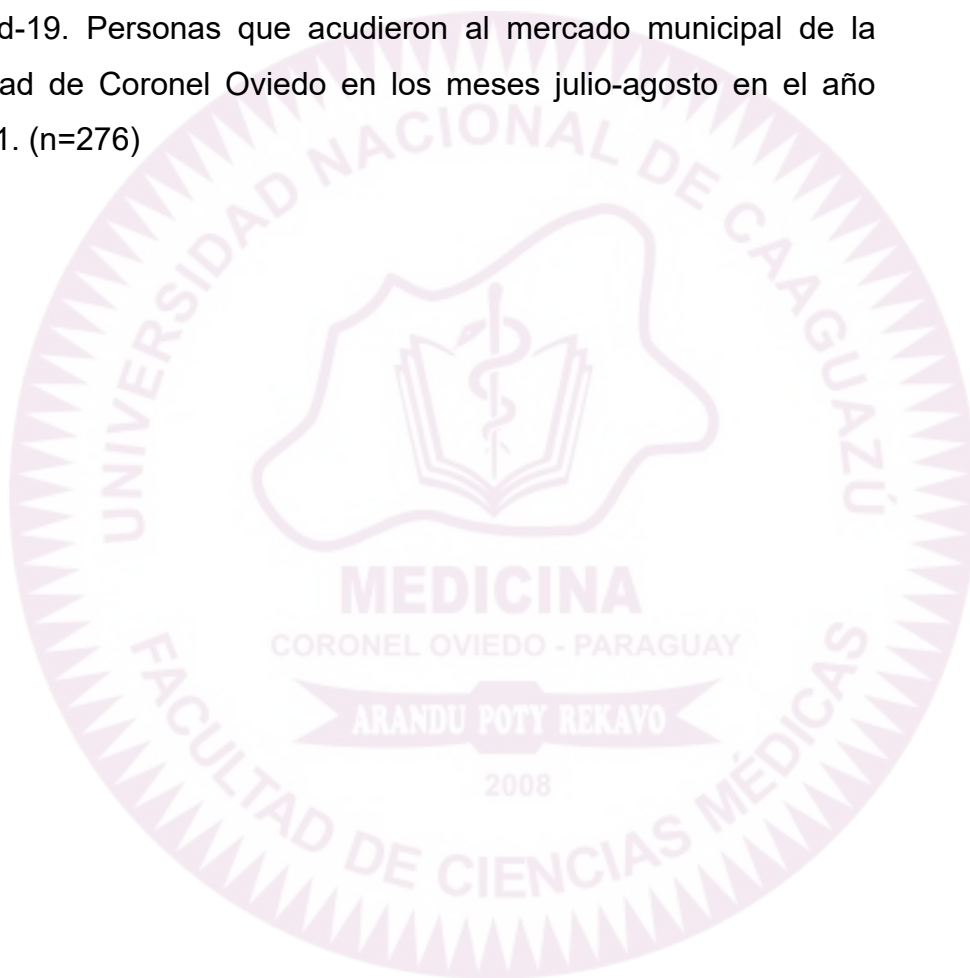 d-19. Personas que acudieron al mercado municipal de la
ad de Coronel Oviedo en los meses julio-agosto en el año
1. (n=276)
UNIVERSIDAD NACIONAL DE CAAGUAZÚ
MEDICINA
CORONEL OVIEDO - PARAGUAY
ARANDU POTY REKAVO
2008
FACULTAD DE CIENCIAS MÉDICAS